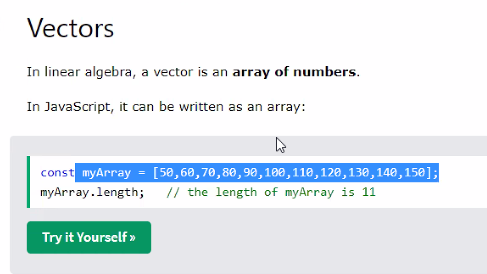 Vectors
In linear algebra, a vector is an array of numbers.
In JavaScript, it can be written as an array:
const myArray = [50,60,70,80,90,100,110,120,130,140,150];
myArray.length;   // the length of myArray is 11
Try it Yourself »